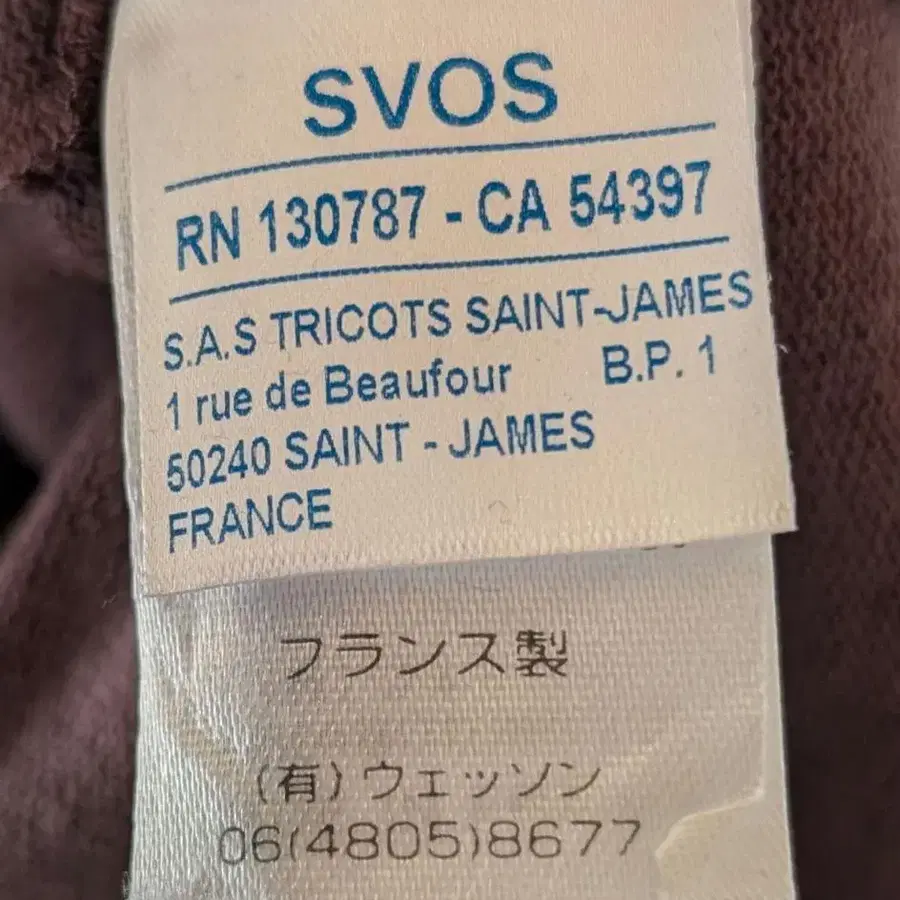 SVOS
RN 130787 - CA 54397
S.A.S TRICOTS SAINT-JAMES
1 rue de Beaufour B.P. 1
50240 SAINT - JAMES
FRANCE
フランス製
(有)ウェッソン
06(4805)8677